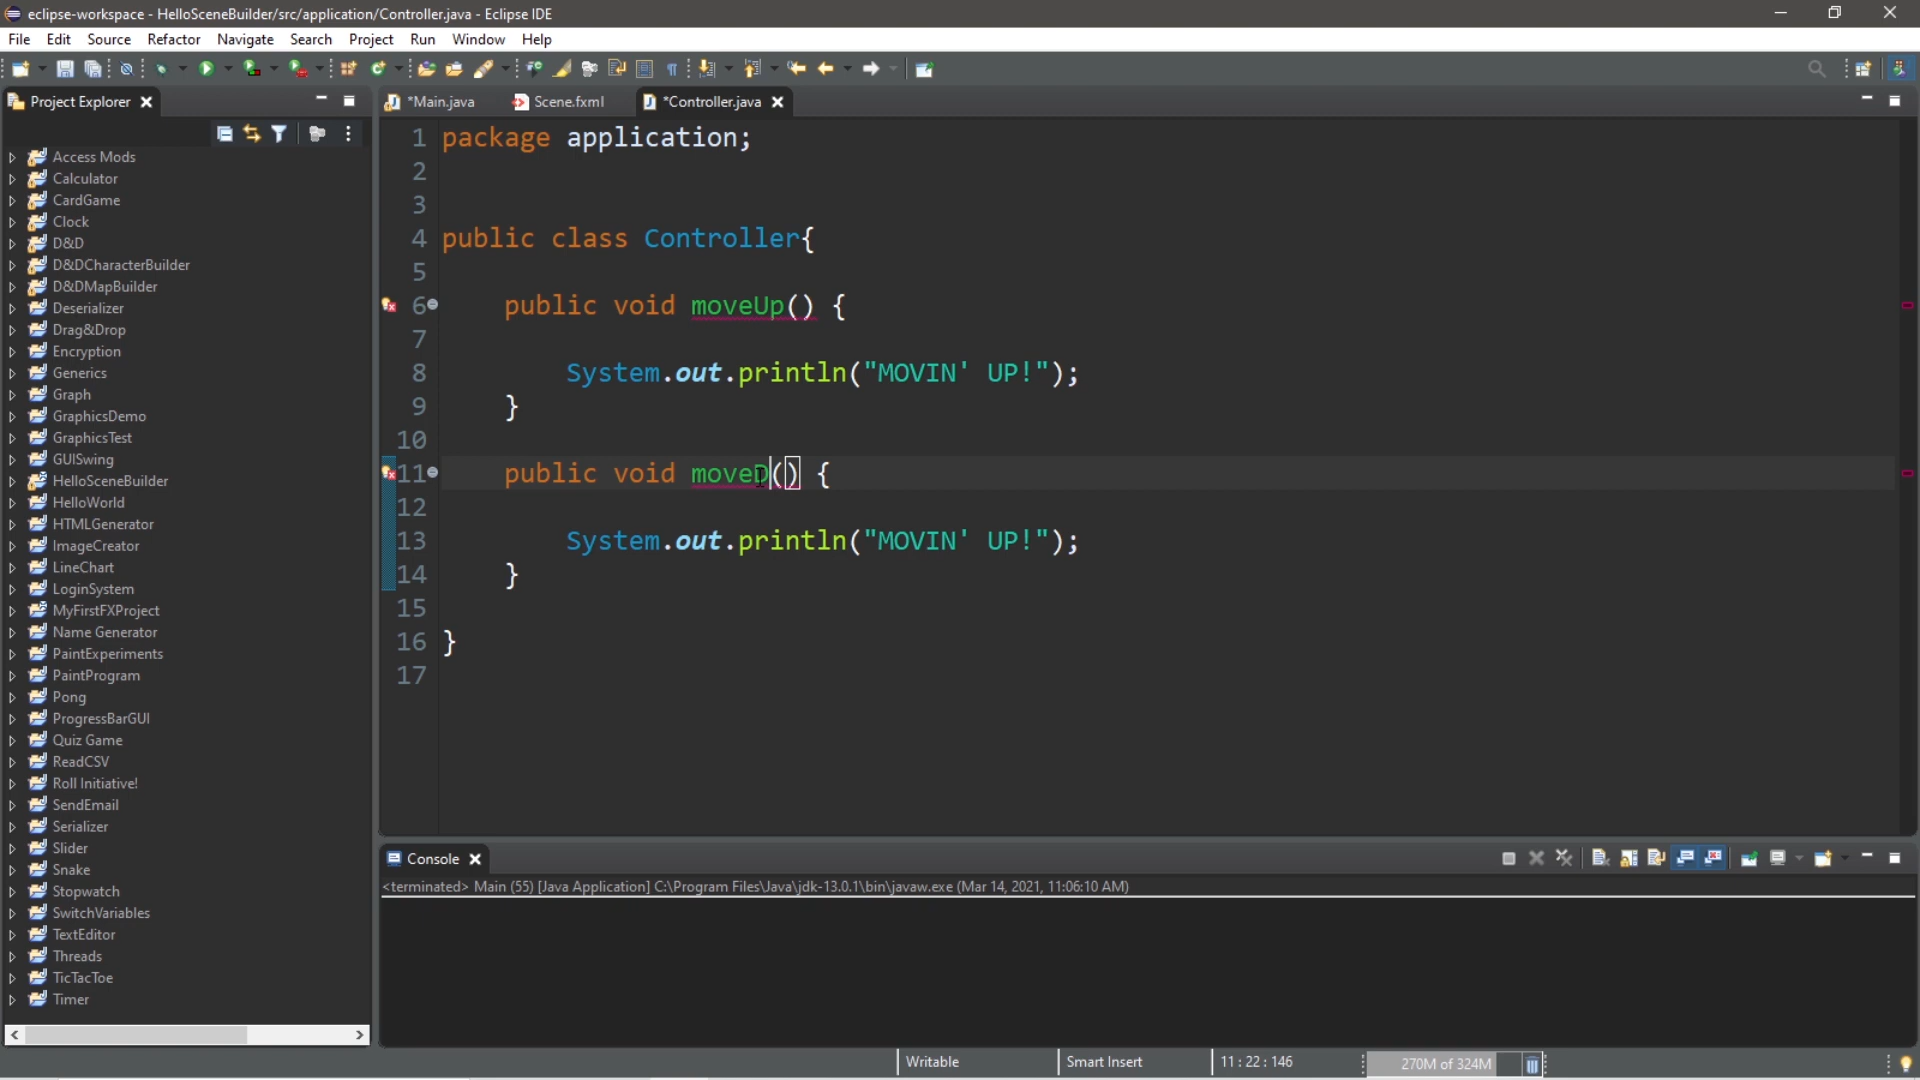 eclipse-workspace - HelloSceneBuilder/src/application/Controller.java - Eclipse IDE
File Edit Source Refactor Navigate Search Project Run Window Help
Project Explorer
*Main.java Scene.fxml *Controller.java
Access Mods
Calculator
CardGame
Clock
D&D
D&DCharacterBuilder
D&DMapBuilder
Deserializer
Drag&Drop
Encryption
Generics
Graph
GraphicsDemo
GraphicsTest
GUISwing
HelloSceneBuilder
HelloWorld
HTMLGenerator
ImageCreator
LineChart
LoginSystem
MyFirstFXProject
Name Generator
PaintExperiments
PaintProgram
Pong
ProgressBarGUI
Quiz Game
ReadCSV
Roll Initiative!
SendEmail
Serializer
Slider
Snake
Stopwatch
SwitchVariables
TextEditor
Threads
TicTacToe
Timer
1 package application;
2
3
4 public class Controller{
5
6 public void moveUp() {
7
8 System.out.println("MOVIN' UP!");
9 }
10
11 public void moveD() {
12
13 System.out.println("MOVIN' UP!");
14 }
15
16 }
17
Console
<terminated> Main (55) [Java Application] C:\Program Files\Java\jdk-13.0.1\bin\javaw.exe (Mar 14, 2021, 11:06:10 AM)
Writable Smart Insert 11 : 22 : 146 270M of 324M